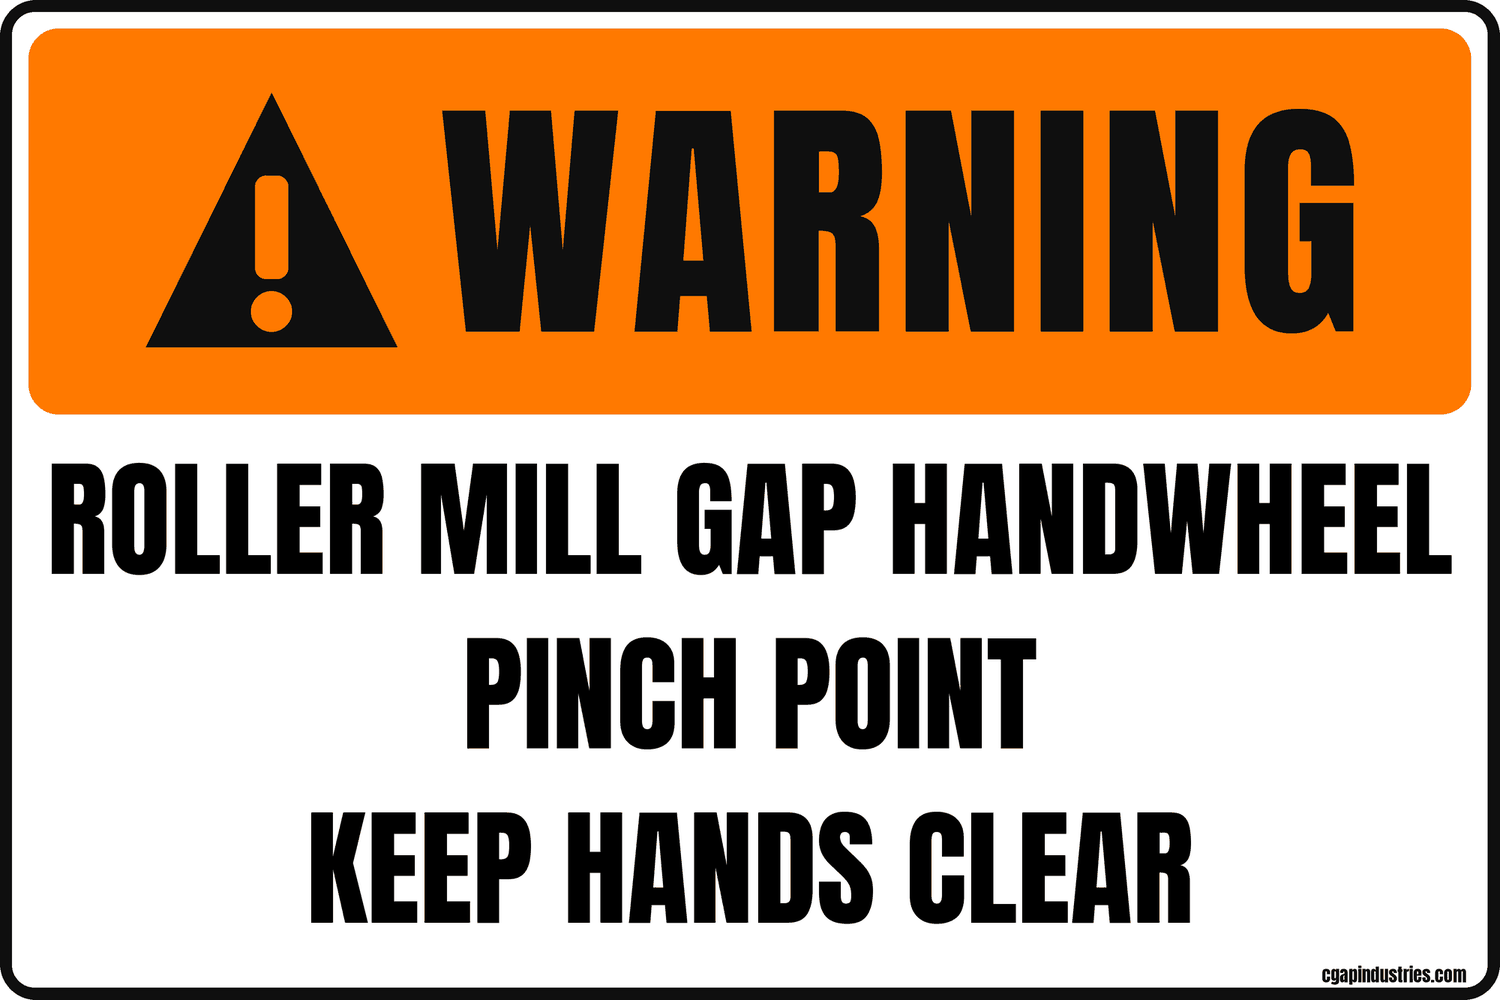 WARNING
ROLLER MILL GAP HANDWHEEL
PINCH POINT
KEEP HANDS CLEAR
cgapindustries.com